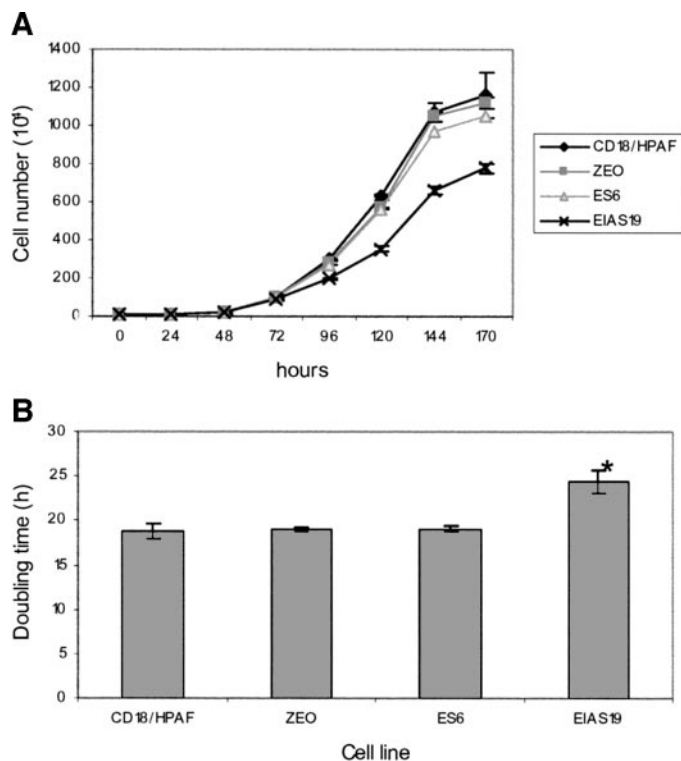 A
1400
1200
1000
800
600
400
200
0
Cell number (10⁴)
0 24 48 72 96 120 144 170
hours
CD18/HPAF
ZEO
ES6
EIAS19
B
30
25
20
15
10
5
0
Doubling time (h)
*
CD18/HPAF ZEO ES6 EIAS19
Cell line